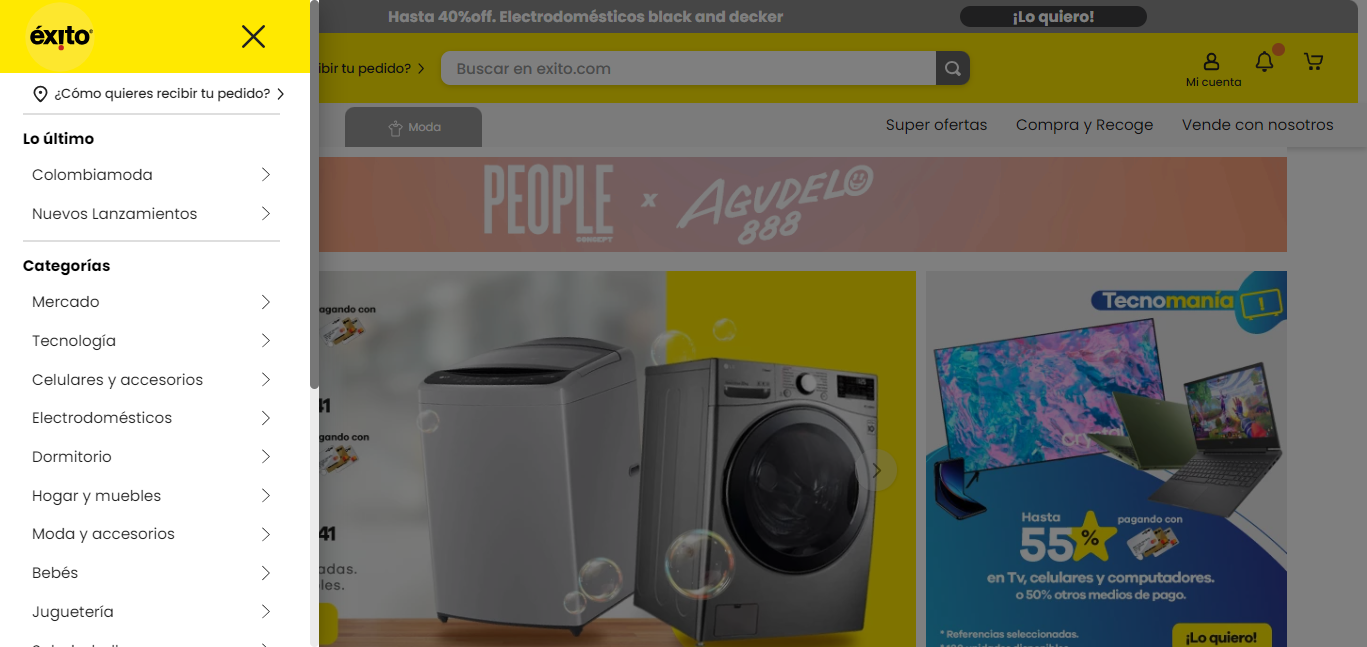 éxito
¿Cómo quieres recibir tu pedido?
Lo último
Colombiamoda
Nuevos Lanzamientos
Categorías
Mercado
Tecnología
Celulares y accesorios
Electrodomésticos
Dormitorio
Hogar y muebles
Moda y accesorios
Bebés
Juguetería
Hasta 40%off. Electrodomésticos black and decker
¡Lo quiero!
ibir tu pedido?
Buscar en exito.com
Mi cuenta
Moda
Super ofertas
Compra y Recoge
Vende con nosotros
PEOPLE x AGUDELO
CONCEPT 888
agando con
41
agando con
41
adas.
les.
LG
Tecnomanía
Hasta
55% pagando con
en Tv, celulares y computadores.
o 50% otros medios de pago.
* Referencias seleccionadas.
¡Lo quiero!